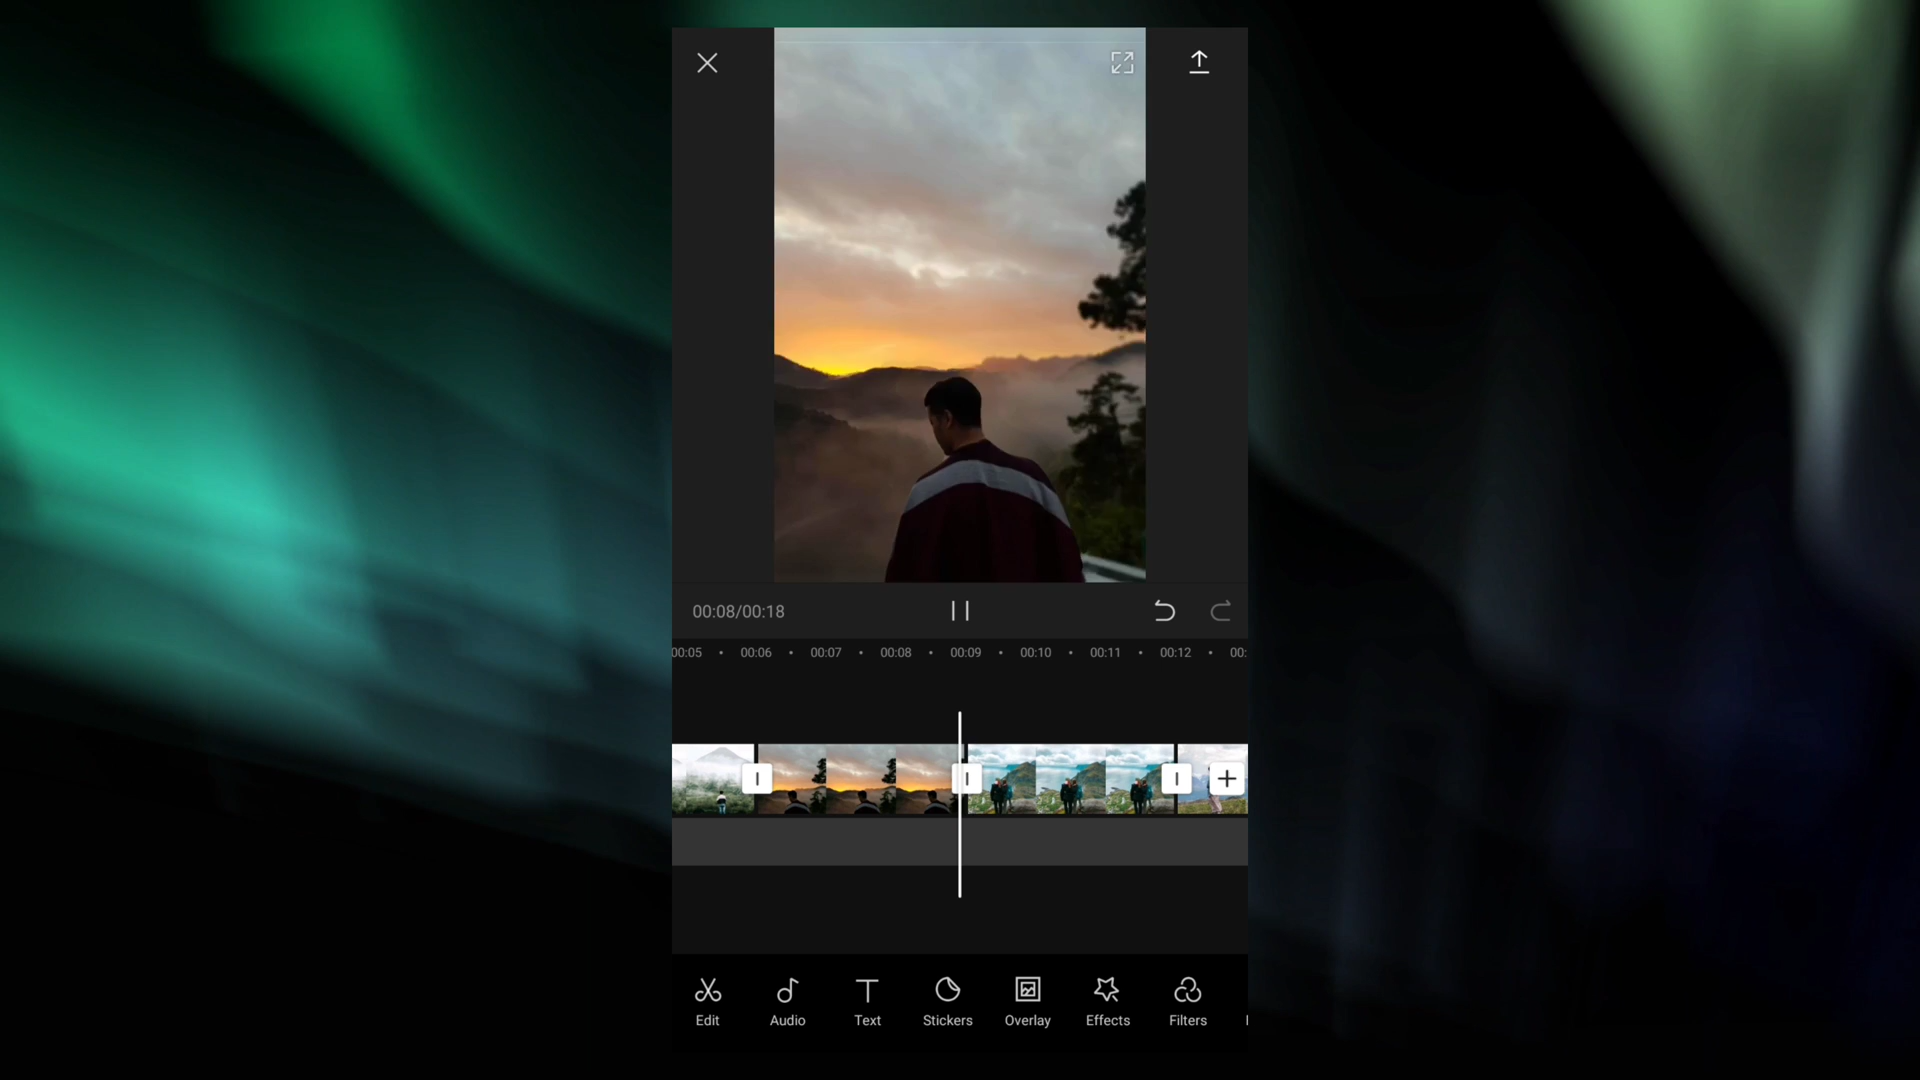 00:08/00:18
00:05 • 00:06 • 00:07 • 00:08 • 00:09 • 00:10 • 00:11 • 00:12 • 00:
Edit Audio Text Stickers Overlay Effects Filters